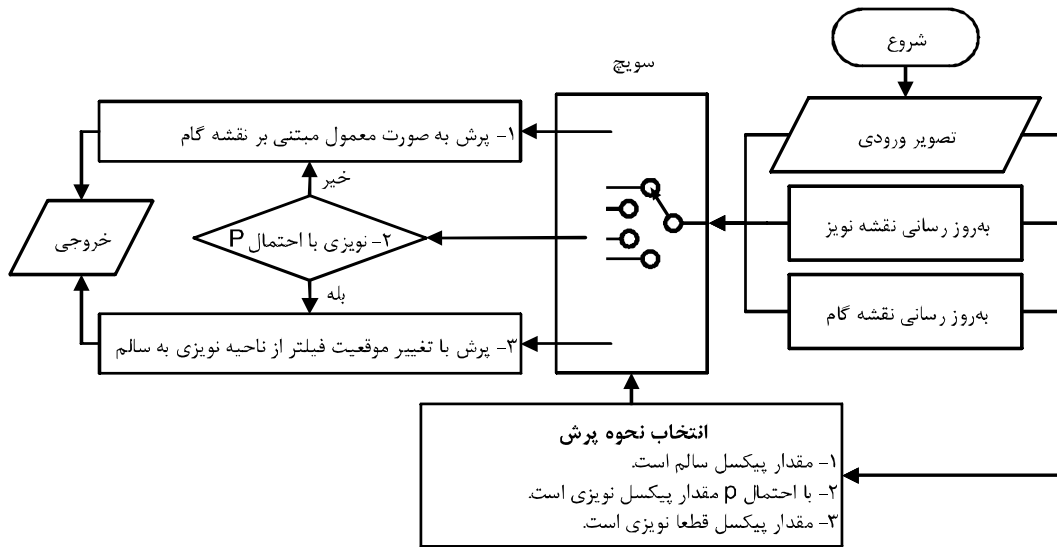 شروع
تصویر ورودی
به‌روز رسانی نقشه نویز
به‌روز رسانی نقشه گام
سویچ
۱- پرش به صورت معمول مبتنی بر نقشه گام
خیر
۲- نویزی با احتمال P
بله
۳- پرش با تغییر موقعیت فیلتر از ناحیه نویزی به سالم
خروجی
انتخاب نحوه پرش
۱- مقدار پیکسل سالم است.
۲- با احتمال p مقدار پیکسل نویزی است.
۳- مقدار پیکسل قطعا نویزی است.